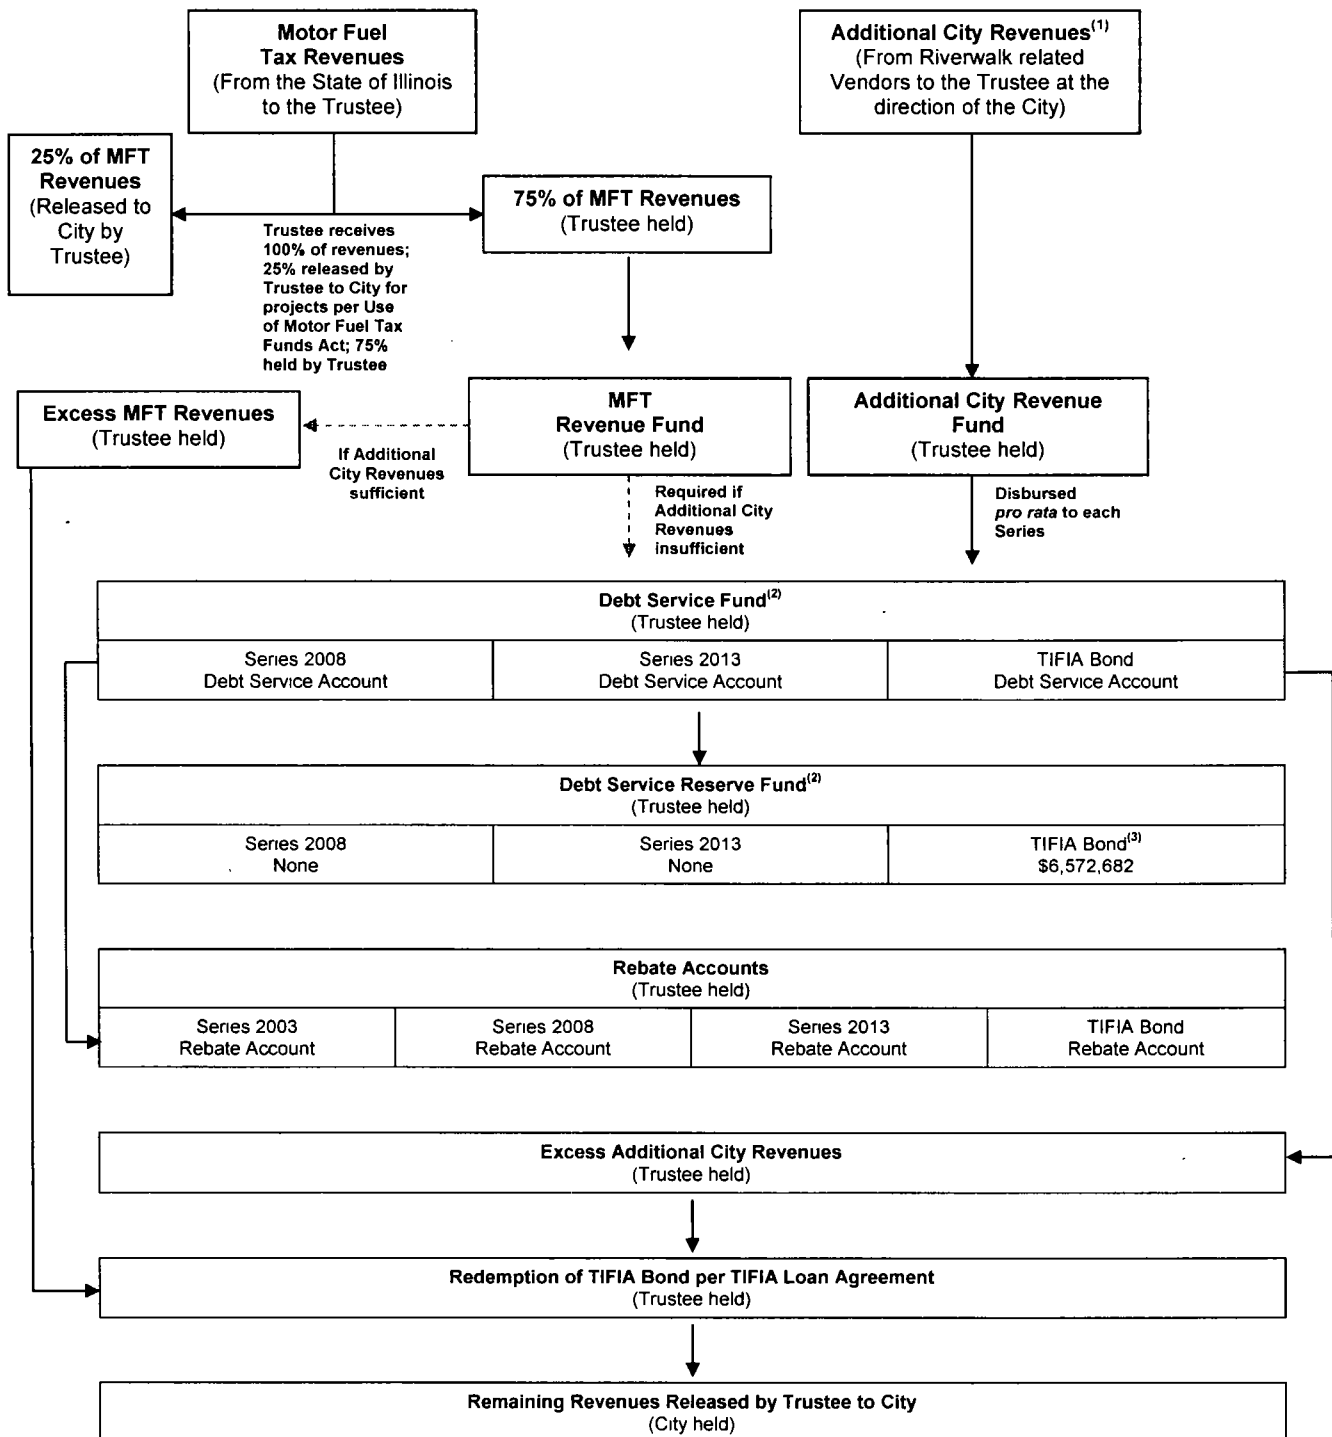 Motor Fuel
Tax Revenues
(From the State of Illinois
to the Trustee)
Additional City Revenues(1)
(From Riverwalk related
Vendors to the Trustee at the
direction of the City)
25% of MFT
Revenues
(Released to
City by
Trustee)
75% of MFT Revenues
(Trustee held)
Trustee receives
100% of revenues;
25% released by
Trustee to City for
projects per Use
of Motor Fuel Tax
Funds Act; 75%
held by Trustee
Excess MFT Revenues
(Trustee held)
MFT
Revenue Fund
(Trustee held)
Additional City Revenue
Fund
(Trustee held)
If Additional
City Revenues
sufficient
Required if
Additional City
Revenues
insufficient
Disbursed
pro rata to each
Series
Debt Service Fund(2)
(Trustee held)
Series 2008
Debt Service Account
Series 2013
Debt Service Account
TIFIA Bond
Debt Service Account
Debt Service Reserve Fund(2)
(Trustee held)
Series 2008
None
Series 2013
None
TIFIA Bond(3)
$6,572,682
Rebate Accounts
(Trustee held)
Series 2003
Rebate Account
Series 2008
Rebate Account
Series 2013
Rebate Account
TIFIA Bond
Rebate Account
Excess Additional City Revenues
(Trustee held)
Redemption of TIFIA Bond per TIFIA Loan Agreement
(Trustee held)
Remaining Revenues Released by Trustee to City
(City held)